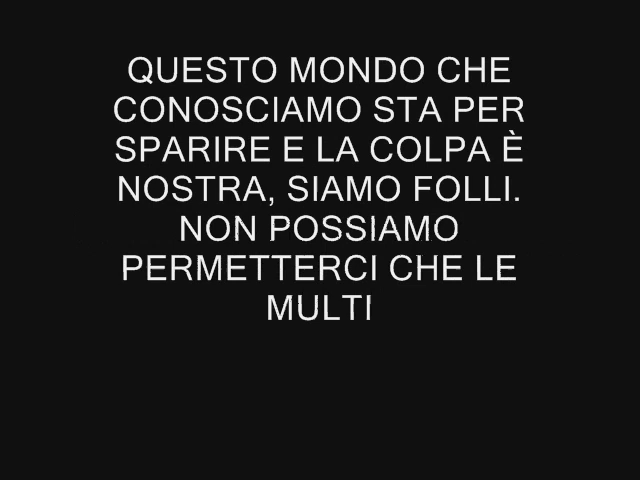 QUESTO MONDO CHE
CONOSCIAMO STA PER
SPARIRE E LA COLPA È
NOSTRA, SIAMO FOLLI.
NON POSSIAMO
PERMETTERCI CHE LE
MULTI